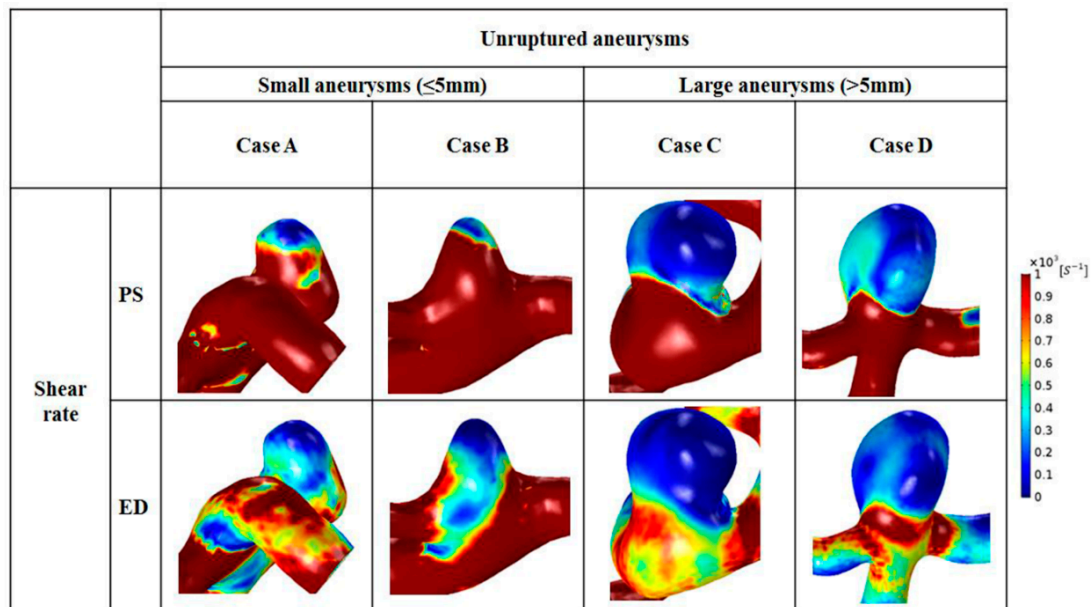 Unruptured aneurysms
Small aneurysms (≤5mm)
Large aneurysms (>5mm)
Case A
Case B
Case C
Case D
Shear
rate
PS
ED
×10³
[S⁻¹]
1
0.9
0.8
0.7
0.6
0.5
0.4
0.3
0.2
0.1
0